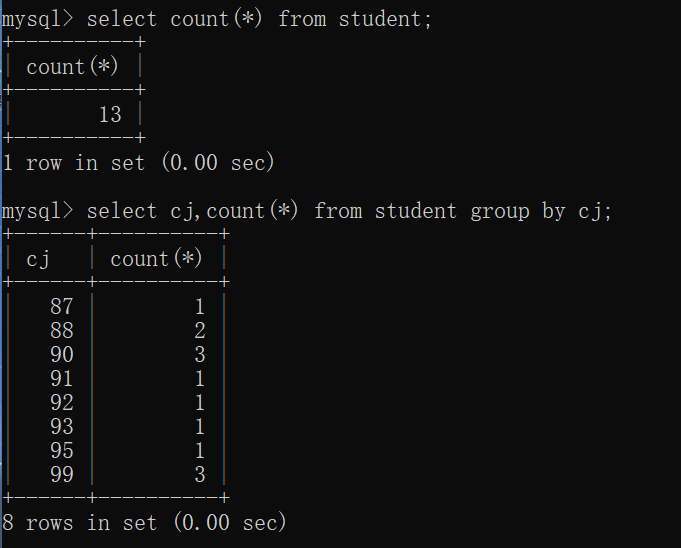 mysql> select count(*) from student;
+----------+
| count(*) |
+----------+
|       13 |
+----------+
1 row in set (0.00 sec)

mysql> select cj,count(*) from student group by cj;
+------+----------+
| cj   | count(*) |
+------+----------+
|   87 |        1 |
|   88 |        2 |
|   90 |        3 |
|   91 |        1 |
|   92 |        1 |
|   93 |        1 |
|   95 |        1 |
|   99 |        3 |
+------+----------+
8 rows in set (0.00 sec)